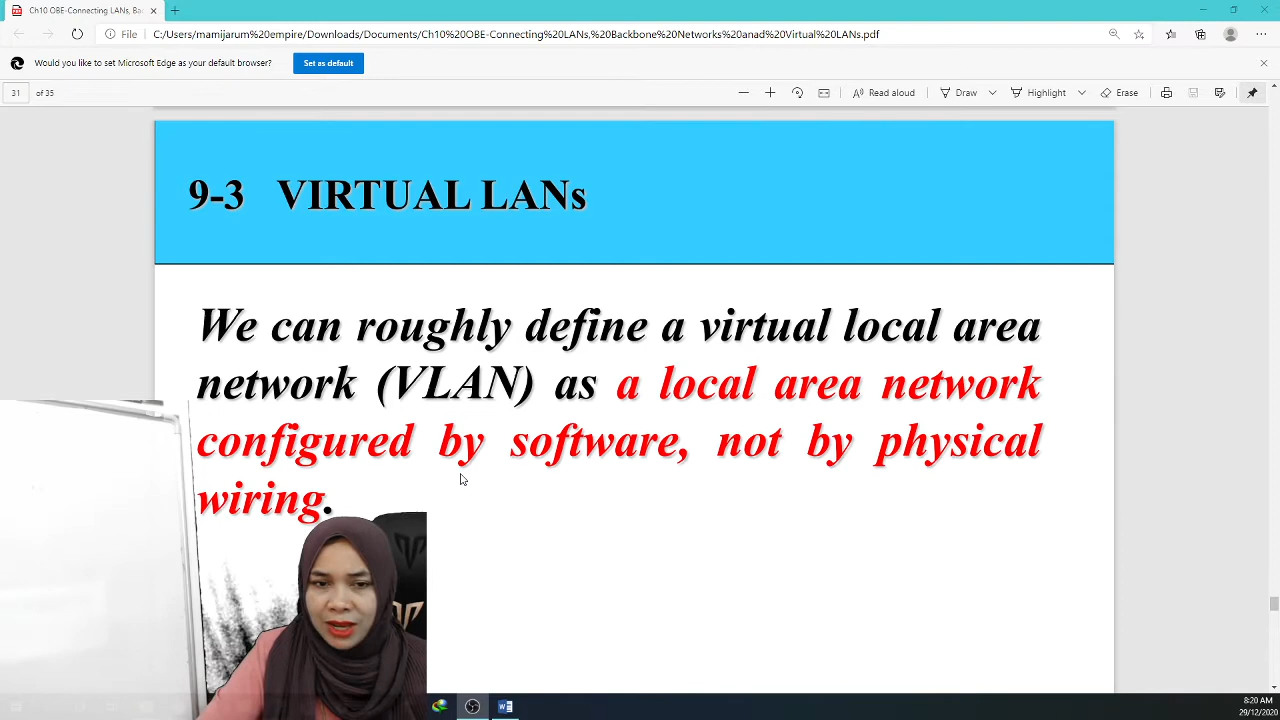 Ch10 OBE-Connecting LANs, Ba
File
C:/Users/mamijarum%20empire/Downloads/Documents/Ch10%20OBE-Connecting%20LANs,%20Backbone%20Networks%20anad%20Virtual%20LANs.pdf
Would you like to set Microsoft Edge as your default browser?
Set as default
31 of 35
Read aloud
Draw
Highlight
Erase
9-3 VIRTUAL LANs
We can roughly define a virtual local area
network (VLAN) as a local area network
configured by software, not by physical
wiring.
8:20 AM
29/12/2020